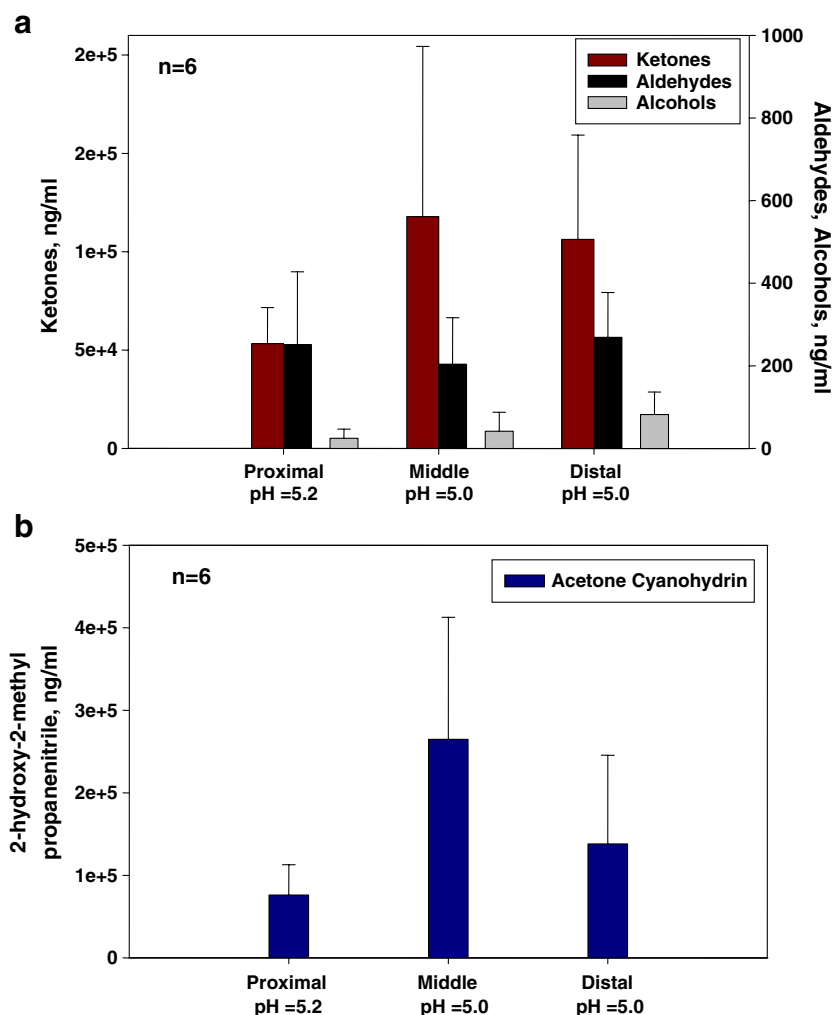 a
n=6
Ketones
Aldehydes
Alcohols
Ketones, ng/ml
2e+5
2e+5
1e+5
5e+4
0
1000
800
600
400
200
0
Aldehydes, Alcohols, ng/ml
Proximal Middle Distal
pH =5.2 pH =5.0 pH =5.0
b
n=6
Acetone Cyanohydrin
2-hydroxy-2-methyl
propanenitrile, ng/ml
5e+5
4e+5
3e+5
2e+5
1e+5
0
Proximal Middle Distal
pH =5.2 pH =5.0 pH =5.0